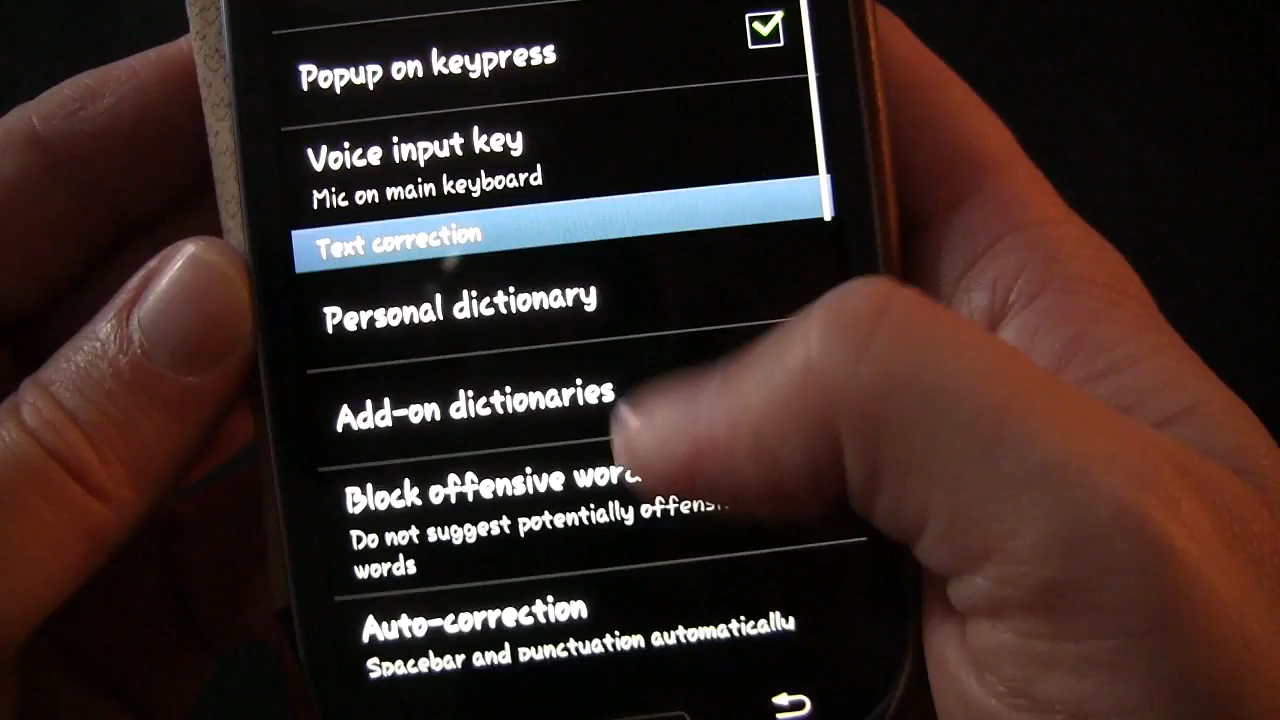 Popup on keypress
Voice input key
Mic on main keyboard
Text correction
Personal dictionary
Add-on dictionaries
Block offensive
Do not suggest potentially
words
Auto-correction
Spacebar and punctuation automatically